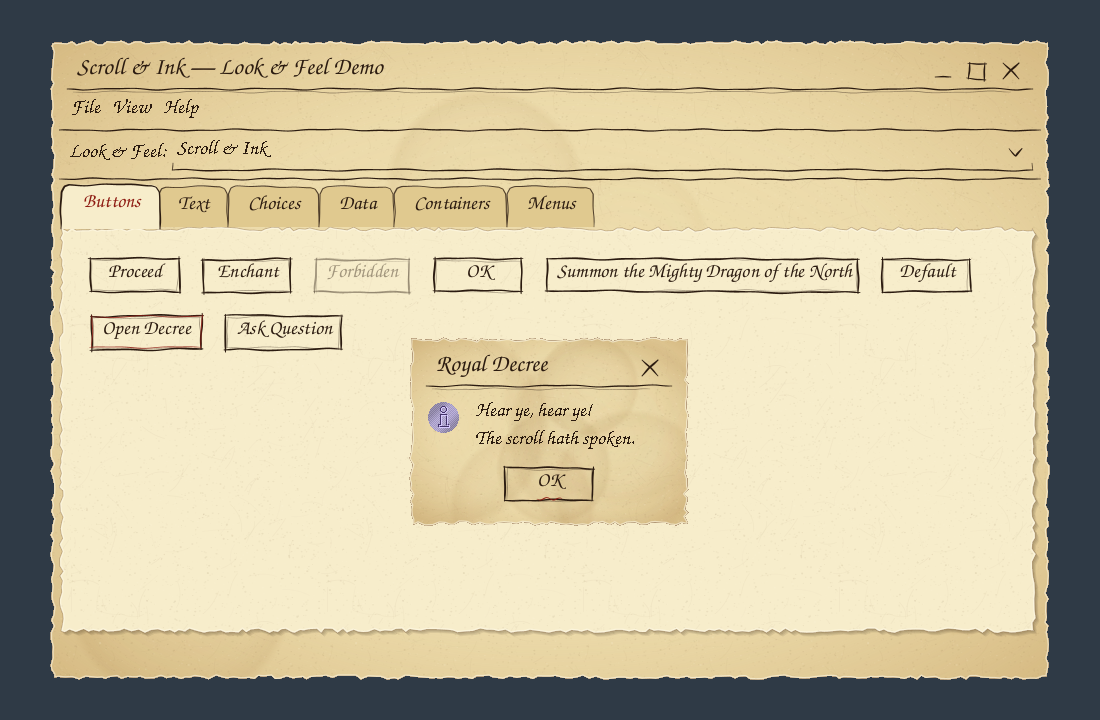 Scroll & Ink — Look & Feel Demo
File View Help
Look & Feel: Scroll & Ink
Buttons Text Choices Data Containers Menus
Proceed Enchant Forbidden OK Summon the Mighty Dragon of the North Default
Open Decree Ask Question
Royal Decree
Hear ye, hear ye!
The scroll hath spoken.
OK